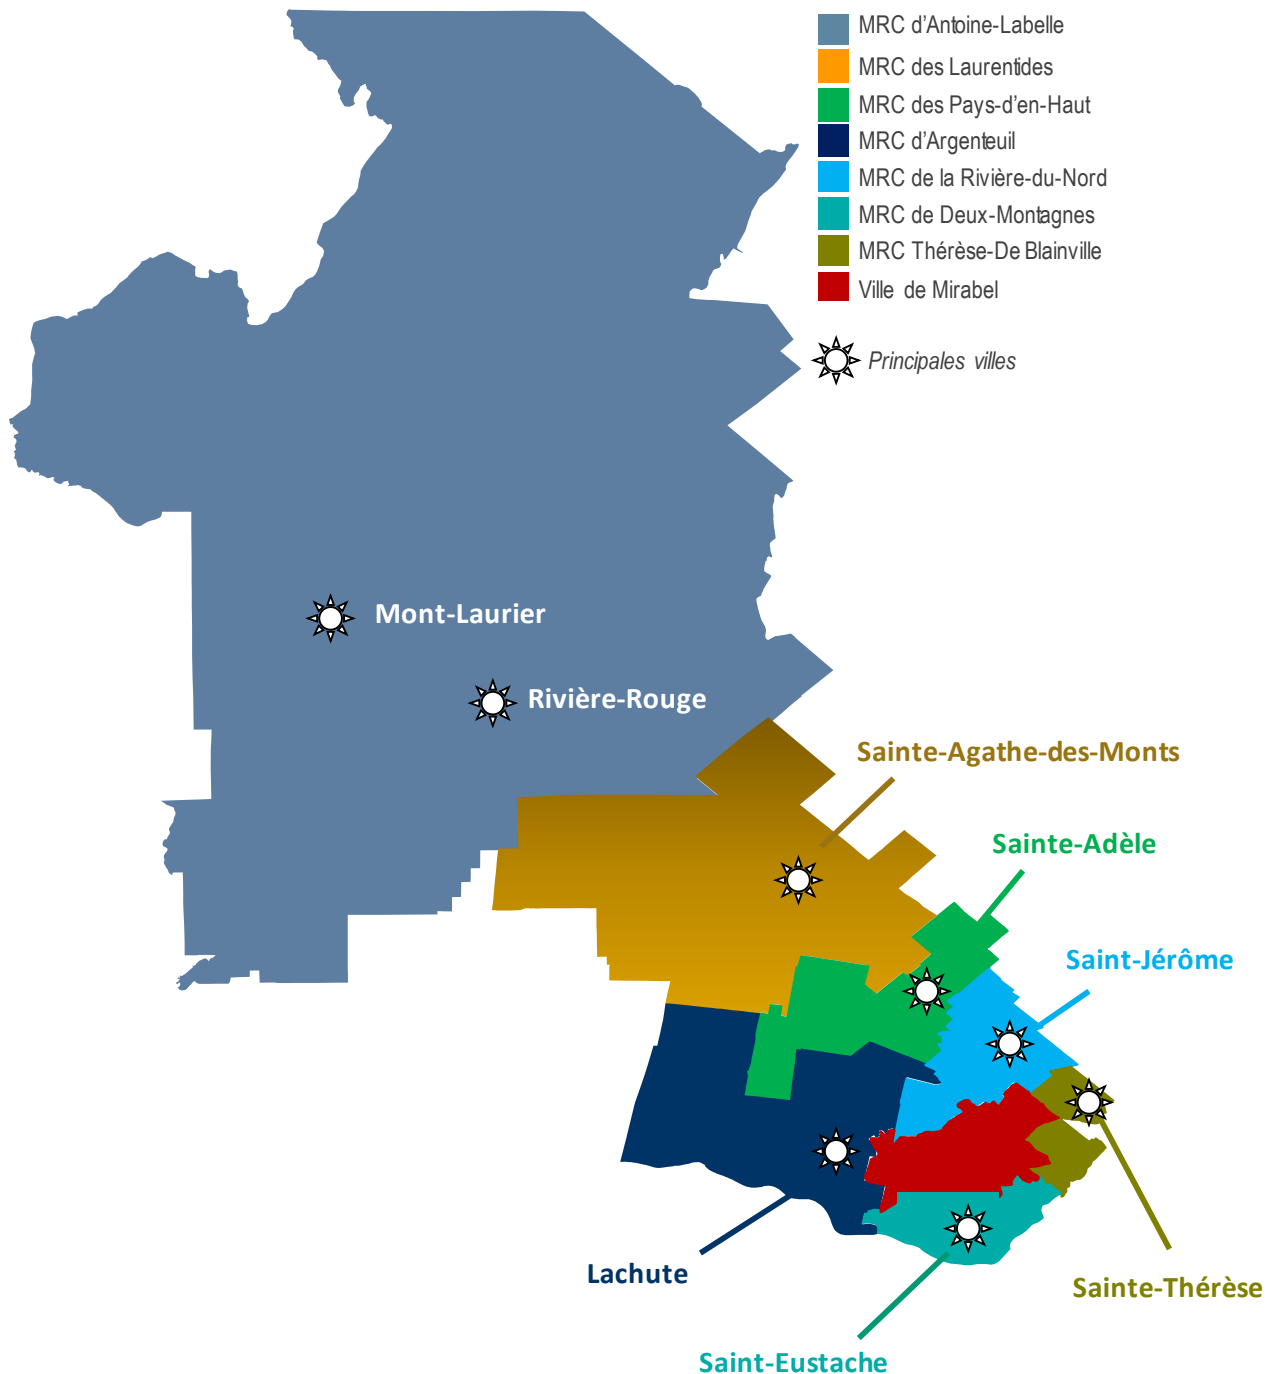 MRC d'Antoine-Labelle
MRC des Laurentides
MRC des Pays-d'en-Haut
MRC d'Argenteuil
MRC de la Rivière-du-Nord
MRC de Deux-Montagnes
MRC Thérèse-De Blainville
Ville de Mirabel
Principales villes
Mont-Laurier
Rivière-Rouge
Sainte-Agathe-des-Monts
Sainte-Adèle
Saint-Jérôme
Lachute
Sainte-Thérèse
Saint-Eustache